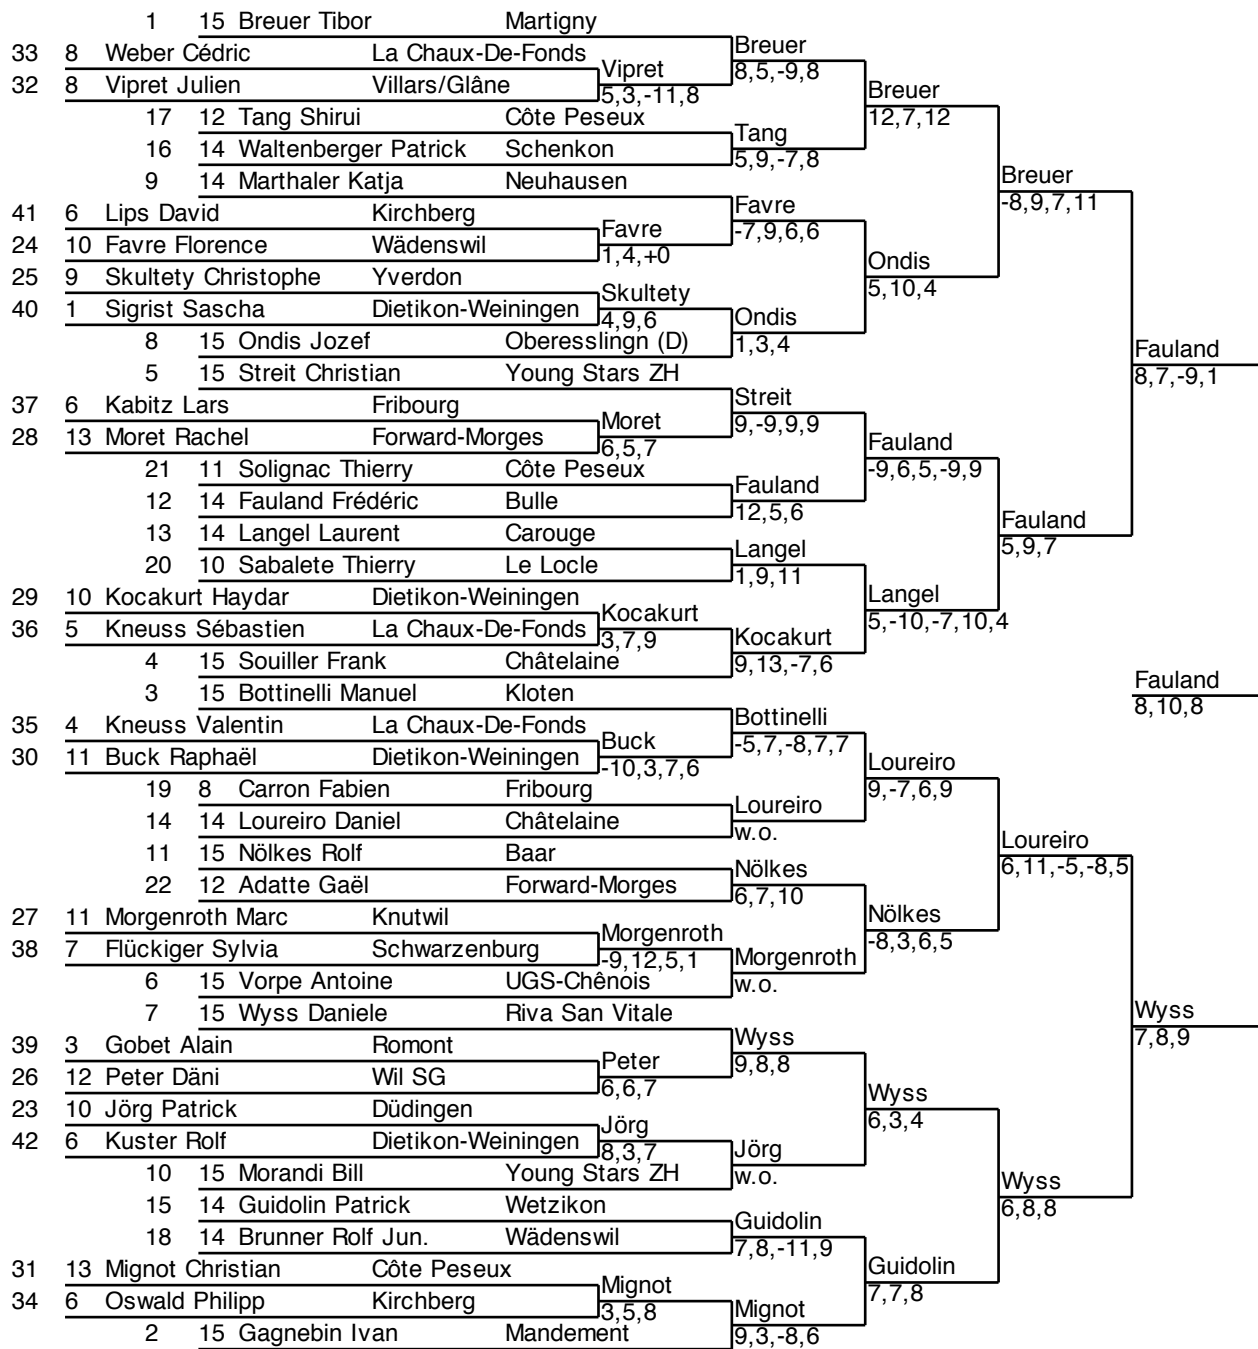 1 15 Breuer Tibor Martigny
33 8 Weber Cédric La Chaux-De-Fonds
32 8 Vipret Julien Villars/Glâne
17 12 Tang Shirui Côte Peseux
16 14 Waltenberger Patrick Schenkon
9 14 Marthaler Katja Neuhausen
41 6 Lips David Kirchberg
24 10 Favre Florence Wädenswil
25 9 Skultety Christophe Yverdon
40 1 Sigrist Sascha Dietikon-Weiningen
8 15 Ondis Jozef Oberesslingn (D)
5 15 Streit Christian Young Stars ZH
37 6 Kabitz Lars Fribourg
28 13 Moret Rachel Forward-Morges
21 11 Solignac Thierry Côte Peseux
12 14 Fauland Frédéric Bulle
13 14 Langel Laurent Carouge
20 10 Sabalete Thierry Le Locle
29 10 Kocakurt Haydar Dietikon-Weiningen
36 5 Kneuss Sébastien La Chaux-De-Fonds
4 15 Souiller Frank Châtelaine
3 15 Bottinelli Manuel Kloten
35 4 Kneuss Valentin La Chaux-De-Fonds
30 11 Buck Raphaël Dietikon-Weiningen
19 8 Carron Fabien Fribourg
14 14 Loureiro Daniel Châtelaine
11 15 Nölkes Rolf Baar
22 12 Adatte Gaël Forward-Morges
27 11 Morgenroth Marc Knutwil
38 7 Flückiger Sylvia Schwarzenburg
6 15 Vorpe Antoine UGS-Chênois
7 15 Wyss Daniele Riva San Vitale
39 3 Gobet Alain Romont
26 12 Peter Däni Wil SG
23 10 Jörg Patrick Düdingen
42 6 Kuster Rolf Dietikon-Weiningen
10 15 Morandi Bill Young Stars ZH
15 14 Guidolin Patrick Wetzikon
18 14 Brunner Rolf Jun. Wädenswil
31 13 Mignot Christian Côte Peseux
34 6 Oswald Philipp Kirchberg
2 15 Gagnebin Ivan Mandement
Vipret
5,3,-11,8
Favre
1,4,+0
Skultety
4,9,6
Moret
6,5,7
Kocakurt
3,7,9
Buck
-10,3,7,6
Morgenroth
-9,12,5,1
Peter
6,6,7
Jörg
8,3,7
Mignot
3,5,8
Breuer
8,5,-9,8
Tang
5,9,-7,8
Favre
-7,9,6,6
Ondis
1,3,4
Streit
9,-9,9,9
Fauland
12,5,6
Langel
1,9,11
Kocakurt
9,13,-7,6
Bottinelli
-5,7,-8,7,7
Loureiro
w.o.
Nölkes
6,7,10
Morgenroth
w.o.
Wyss
9,8,8
Jörg
w.o.
Guidolin
7,8,-11,9
Mignot
9,3,-8,6
Breuer
12,7,12
Ondis
5,10,4
Fauland
-9,6,5,-9,9
Langel
5,-10,-7,10,4
Loureiro
9,-7,6,9
Nölkes
-8,3,6,5
Wyss
6,3,4
Guidolin
7,7,8
Breuer
-8,9,7,11
Fauland
5,9,7
Loureiro
6,11,-5,-8,5
Wyss
6,8,8
Fauland
8,7,-9,1
Fauland
8,10,8
Wyss
7,8,9